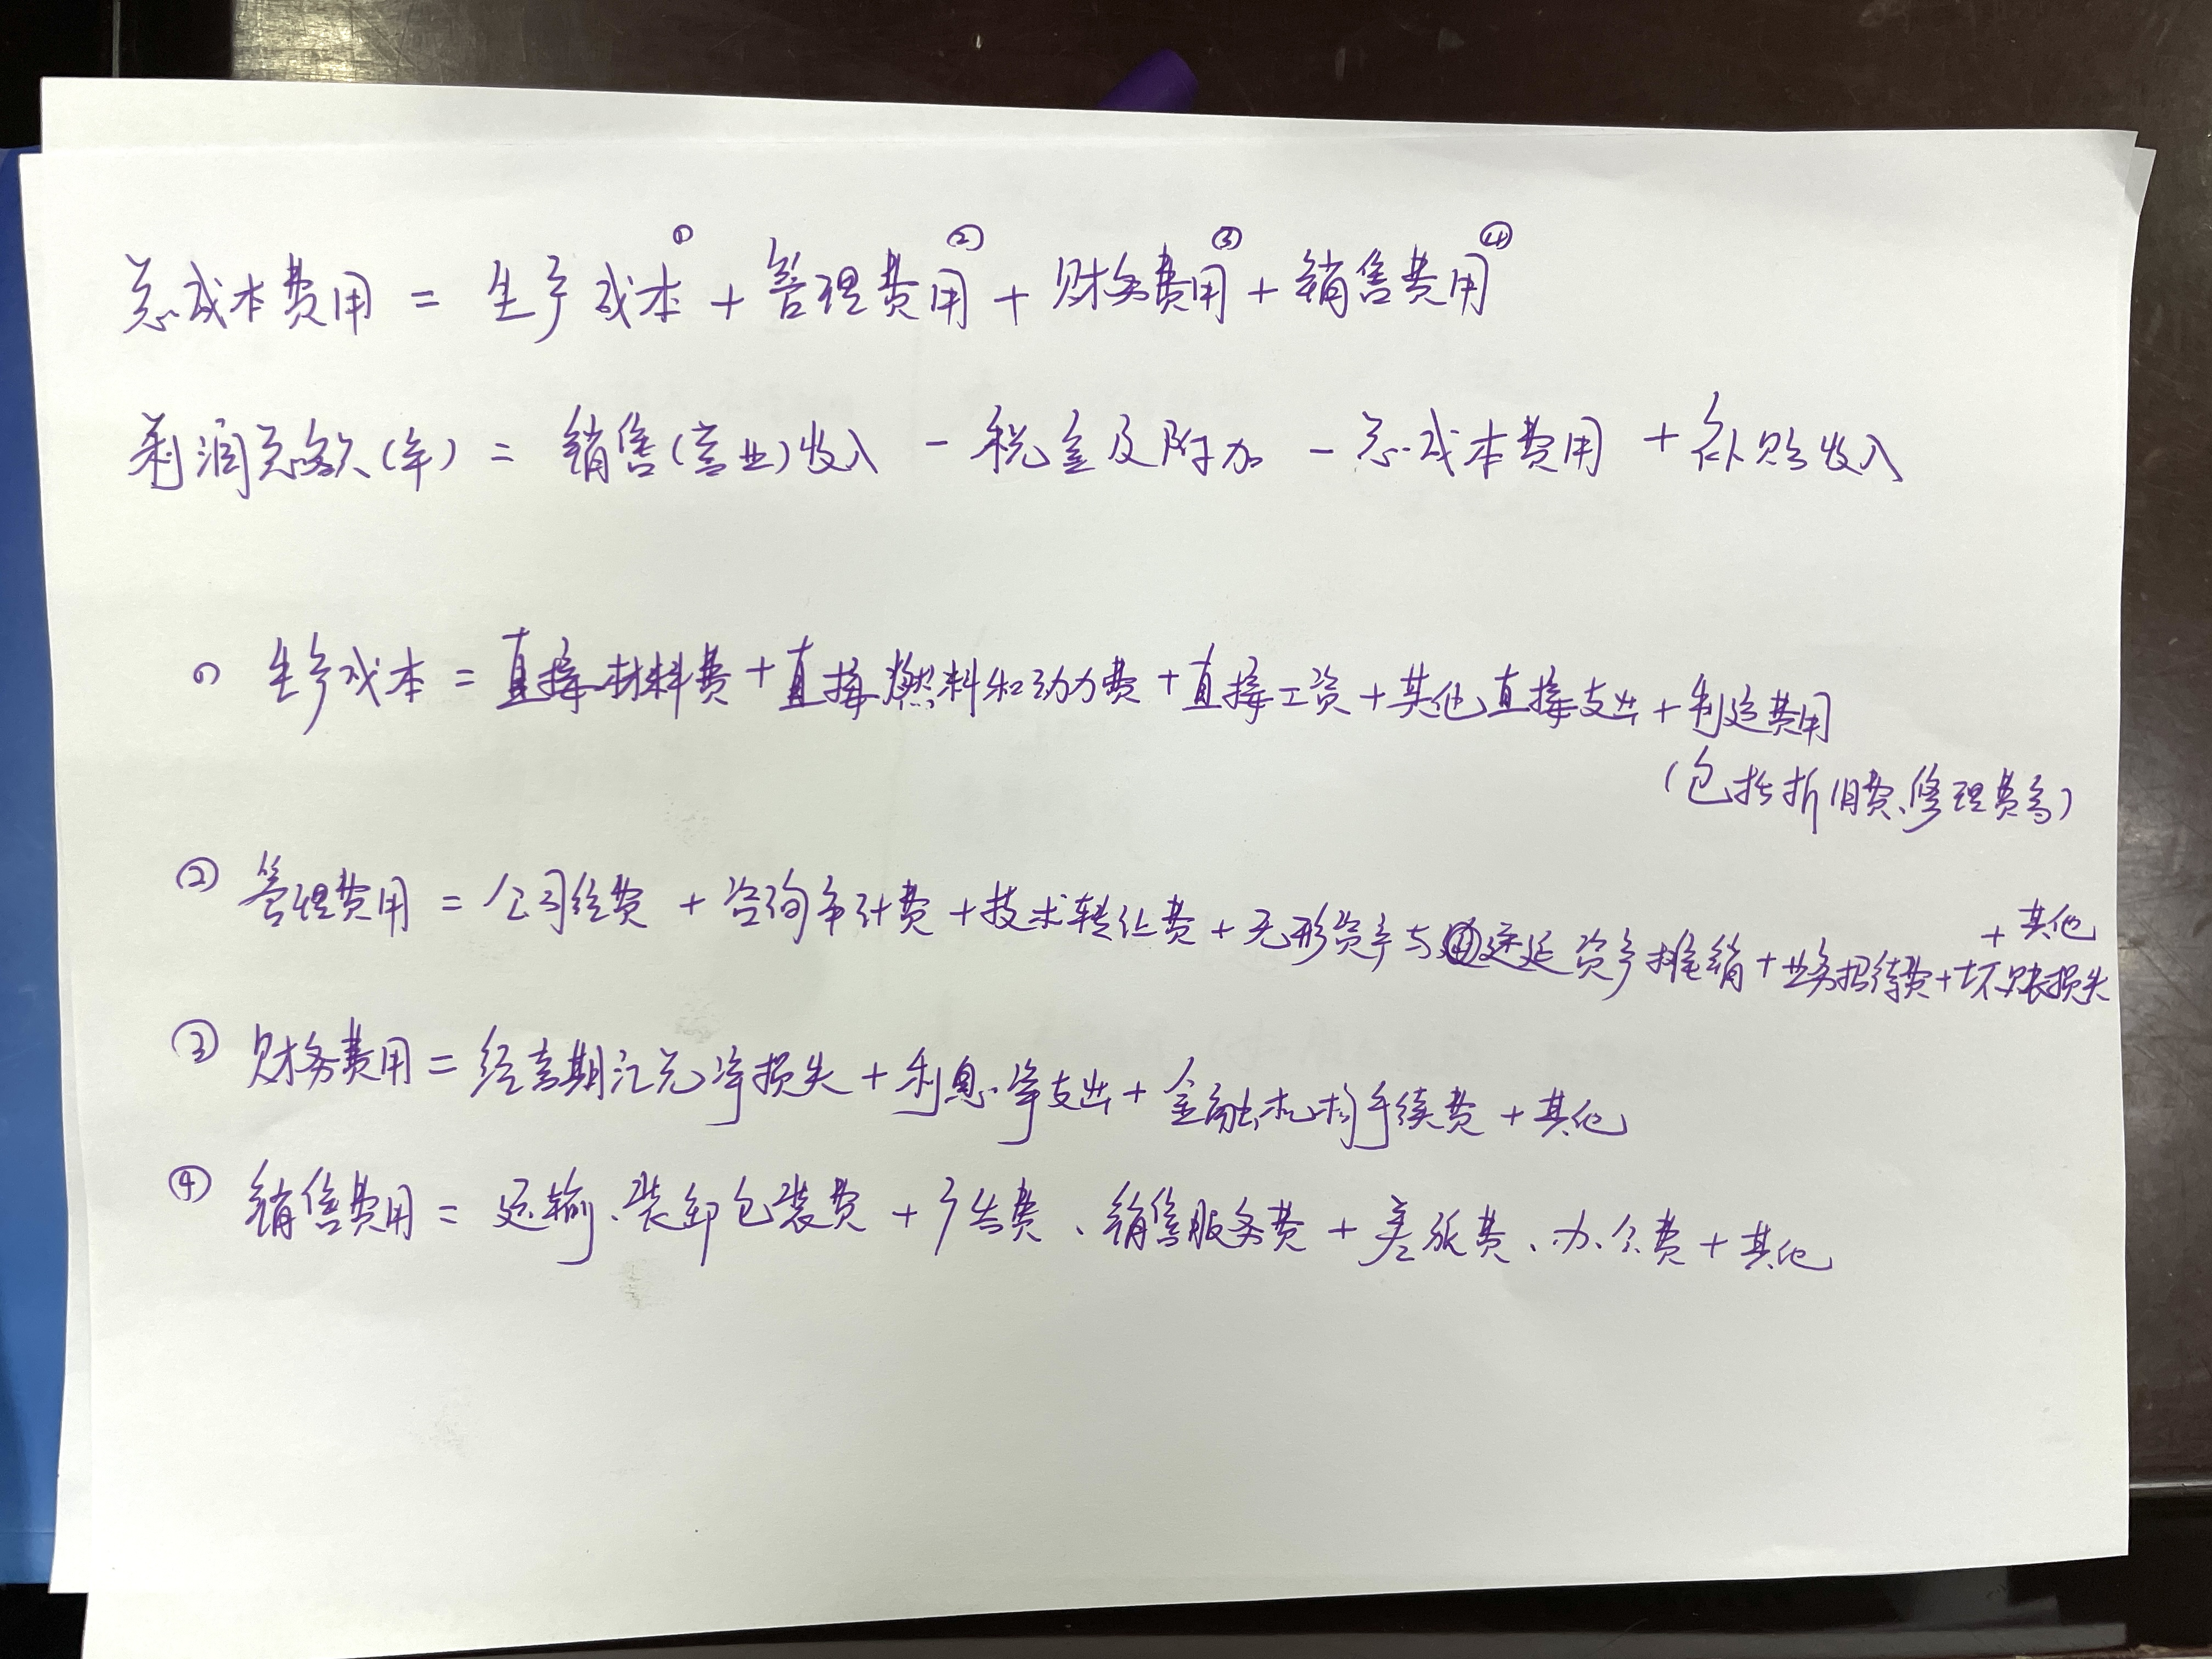 总成本费用 = 生产成本① + 管理费用② + 财务费用③ + 销售费用④
利润总额(年) = 销售(营业)收入 - 税金及附加 - 总成本费用 + 补贴收入
① 生产成本 = 直接材料费 + 直接燃料和动力费 + 直接工资 + 其他直接支出 + 制造费用
(包括折旧费、修理费等)
② 管理费用 = 公司经费 + 咨询审计费 + 技术转让费 + 无形资产与递延资产摊销 + 业务招待费 + 坏账损失
+ 其他
③ 财务费用 = 经营期汇兑净损失 + 利息净支出 + 金融机构手续费 + 其他
④ 销售费用 = 运输、装卸包装费 + 广告费、销售服务费 + 差旅费、办公费 + 其他